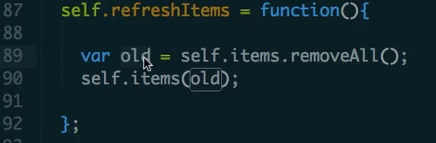 87 self.refreshItems = function(){
88
89 var old = self.items.removeAll();
90 self.items(old);
91
92 };